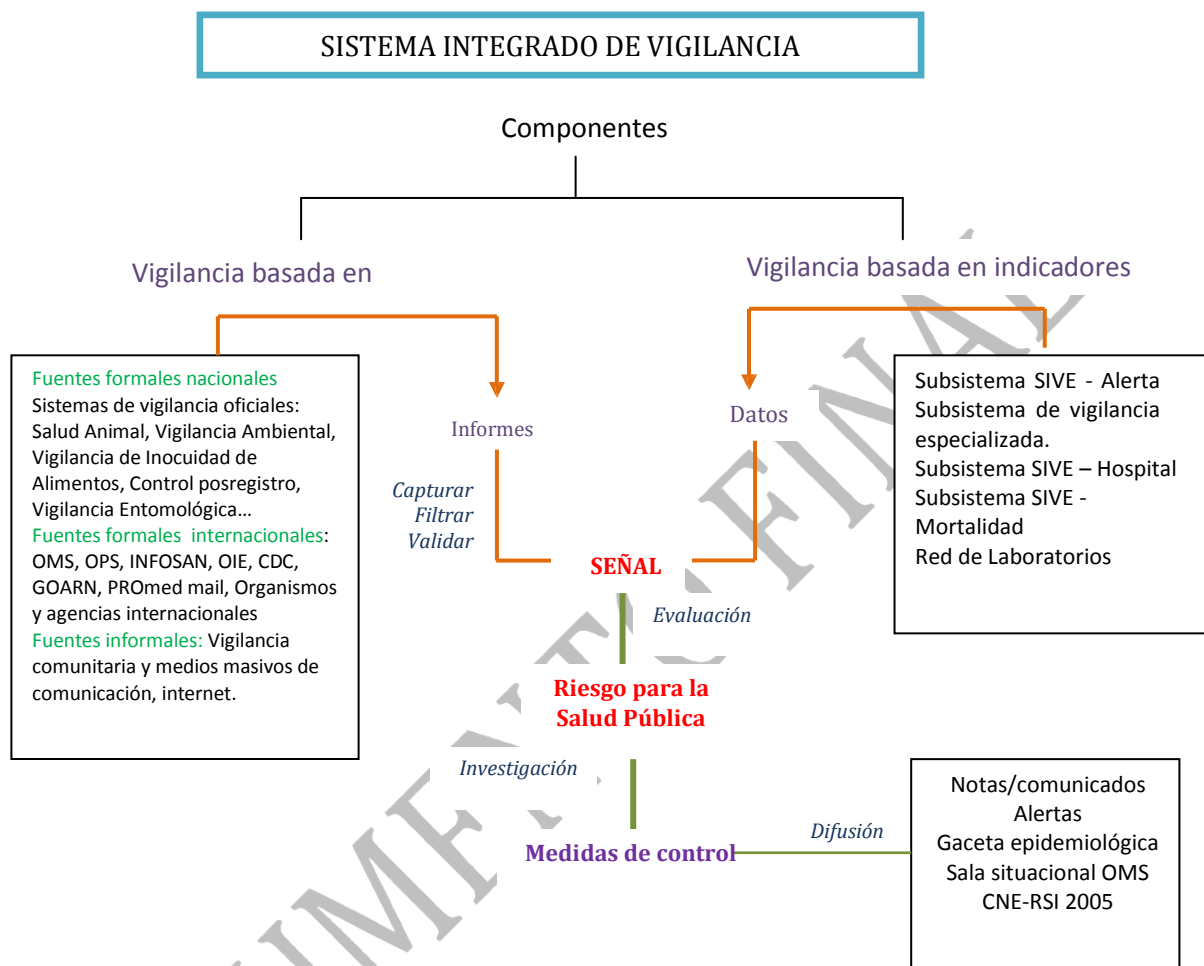 SISTEMA INTEGRADO DE VIGILANCIA
Componentes
Vigilancia basada en
Vigilancia basada en indicadores
Fuentes formales nacionales
Sistemas de vigilancia oficiales:
Salud Animal, Vigilancia Ambiental,
Vigilancia de Inocuidad de
Alimentos, Control posregistro,
Vigilancia Entomológica...
Fuentes formales internacionales:
OMS, OPS, INFOSAN, OIE, CDC,
GOARN, PROmed mail, Organismos
y agencias internacionales
Fuentes informales: Vigilancia
comunitaria y medios masivos de
comunicación, internet.
Informes
Datos
Subsistema SIVE - Alerta
Subsistema de vigilancia
especializada.
Subsistema SIVE – Hospital
Subsistema SIVE -
Mortalidad
Red de Laboratorios
Capturar
Filtrar
Validar
SEÑAL
Evaluación
Riesgo para la
Salud Pública
Investigación
Medidas de control
Difusión
Notas/comunicados
Alertas
Gaceta epidemiológica
Sala situacional OMS
CNE-RSI 2005